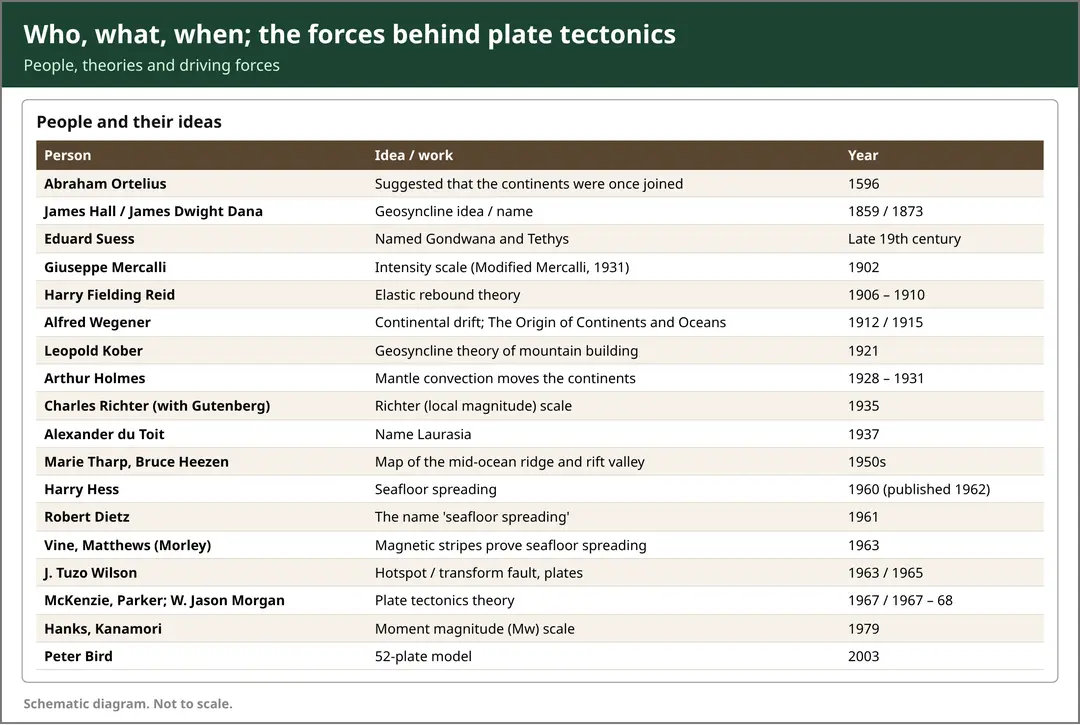 Who, what, when; the forces behind plate tectonics
People, theories and driving forces
People and their ideas
Person Idea / work Year
Abraham Ortelius Suggested that the continents were once joined 1596
James Hall / James Dwight Dana Geosyncline idea / name 1859 / 1873
Eduard Suess Named Gondwana and Tethys Late 19th century
Giuseppe Mercalli Intensity scale (Modified Mercalli, 1931) 1902
Harry Fielding Reid Elastic rebound theory 1906 – 1910
Alfred Wegener Continental drift; The Origin of Continents and Oceans 1912 / 1915
Leopold Kober Geosyncline theory of mountain building 1921
Arthur Holmes Mantle convection moves the continents 1928 – 1931
Charles Richter (with Gutenberg) Richter (local magnitude) scale 1935
Alexander du Toit Name Laurasia 1937
Marie Tharp, Bruce Heezen Map of the mid-ocean ridge and rift valley 1950s
Harry Hess Seafloor spreading 1960 (published 1962)
Robert Dietz The name 'seafloor spreading' 1961
Vine, Matthews (Morley) Magnetic stripes prove seafloor spreading 1963
J. Tuzo Wilson Hotspot / transform fault, plates 1963 / 1965
McKenzie, Parker; W. Jason Morgan Plate tectonics theory 1967 / 1967 – 68
Hanks, Kanamori Moment magnitude (Mw) scale 1979
Peter Bird 52-plate model 2003
Schematic diagram. Not to scale.